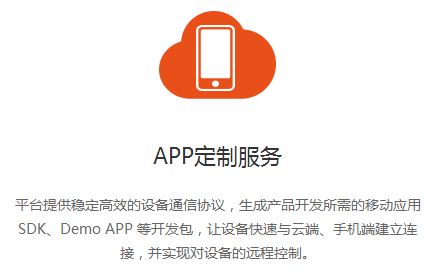 APP定制服务
平台提供稳定高效的设备通信协议，生成产品开发所需的移动应用
SDK、Demo APP 等开发包，让设备快速与云端、手机端建立连
接，并实现对设备的远程控制。